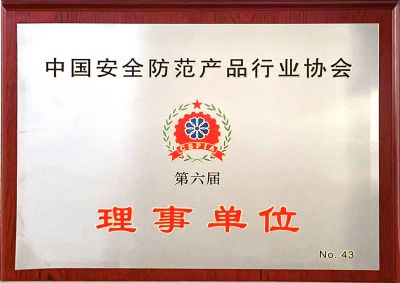 中国安全防范产品行业协会
CSPIA
第六届
理事单位
No. 43